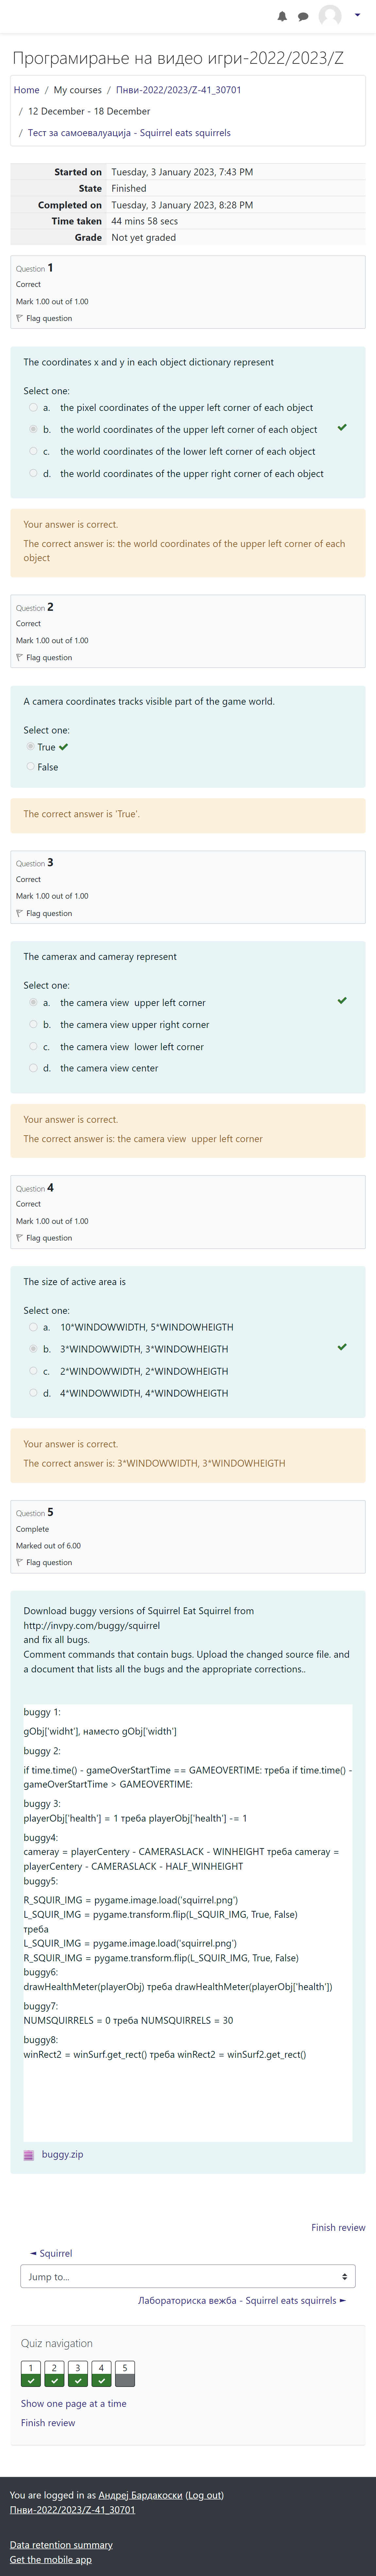 Програмирање на видео игри-2022/2023/Z
Home / My courses / Пнви-2022/2023/Z-41_30701
/ 12 December - 18 December
/ Тест за самоевалуација - Squirrel eats squirrels
Started on Tuesday, 3 January 2023, 7:43 PM
State Finished
Completed on Tuesday, 3 January 2023, 8:28 PM
Time taken 44 mins 58 secs
Grade Not yet graded
Question 1
Correct
Mark 1.00 out of 1.00
Flag question
The coordinates x and y in each object dictionary represent
Select one:
a. the pixel coordinates of the upper left corner of each object
b. the world coordinates of the upper left corner of each object
c. the world coordinates of the lower left corner of each object
d. the world coordinates of the upper right corner of each object
Your answer is correct.
The correct answer is: the world coordinates of the upper left corner of each
object
Question 2
Correct
Mark 1.00 out of 1.00
Flag question
A camera coordinates tracks visible part of the game world.
Select one:
True
False
The correct answer is 'True'.
Question 3
Correct
Mark 1.00 out of 1.00
Flag question
The camerax and cameray represent
Select one:
a. the camera view upper left corner
b. the camera view upper right corner
c. the camera view lower left corner
d. the camera view center
Your answer is correct.
The correct answer is: the camera view upper left corner
Question 4
Correct
Mark 1.00 out of 1.00
Flag question
The size of active area is
Select one:
a. 10*WINDOWWIDTH, 5*WINDOWHEIGTH
b. 3*WINDOWWIDTH, 3*WINDOWHEIGTH
c. 2*WINDOWWIDTH, 2*WINDOWHEIGTH
d. 4*WINDOWWIDTH, 4*WINDOWHEIGTH
Your answer is correct.
The correct answer is: 3*WINDOWWIDTH, 3*WINDOWHEIGTH
Question 5
Complete
Marked out of 6.00
Flag question
Download buggy versions of Squirrel Eat Squirrel from
http://invpy.com/buggy/squirrel
and fix all bugs.
Comment commands that contain bugs. Upload the changed source file. and
a document that lists all the bugs and the appropriate corrections..
buggy 1:
gObj['widht'], наместо gObj['width']
buggy 2:
if time.time() - gameOverStartTime == GAMEOVERTIME: треба if time.time() -
gameOverStartTime > GAMEOVERTIME:
buggy 3:
playerObj['health'] = 1 треба playerObj['health'] -= 1
buggy4:
cameray = playerCentery - CAMERASLACK - WINHEIGHT треба cameray =
playerCentery - CAMERASLACK - HALF_WINHEIGHT
buggy5:
R_SQUIR_IMG = pygame.image.load('squirrel.png')
L_SQUIR_IMG = pygame.transform.flip(L_SQUIR_IMG, True, False)
треба
L_SQUIR_IMG = pygame.image.load('squirrel.png')
R_SQUIR_IMG = pygame.transform.flip(L_SQUIR_IMG, True, False)
buggy6:
drawHealthMeter(playerObj) треба drawHealthMeter(playerObj['health'])
buggy7:
NUMSQUIRRELS = 0 треба NUMSQUIRRELS = 30
buggy8:
winRect2 = winSurf.get_rect() треба winRect2 = winSurf2.get_rect()
buggy.zip
Finish review
◄ Squirrel
Jump to...
Лабораториска вежба - Squirrel eats squirrels ►
Quiz navigation
1 2 3 4 5
Show one page at a time
Finish review
You are logged in as Андреј Бардакоски (Log out)
Пнви-2022/2023/Z-41_30701
Data retention summary
Get the mobile app